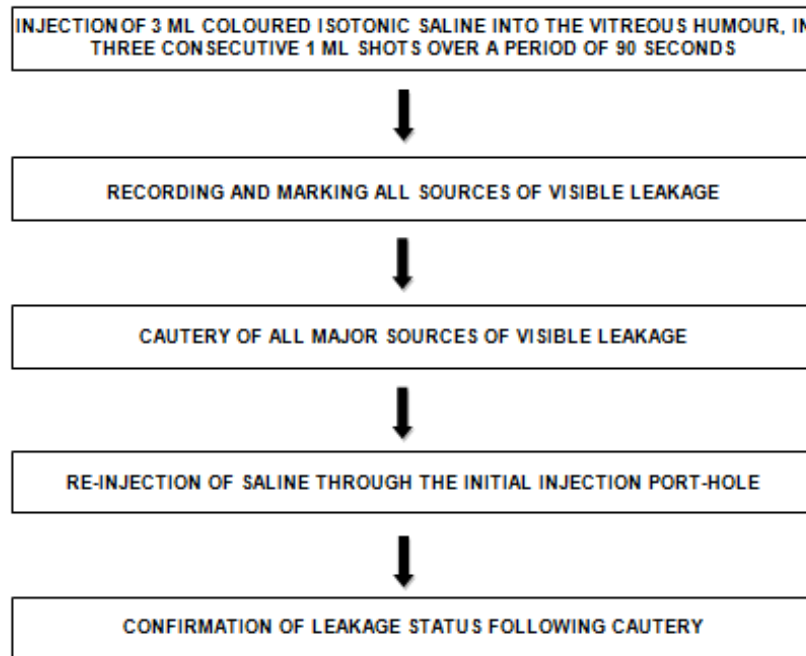 INJECTION OF 3 ML COLOURED ISOTONIC SALINE INTO THE VITREOUS HUMOUR, IN
THREE CONSECUTIVE 1 ML SHOTS OVER A PERIOD OF 90 SECONDS
RECORDING AND MARKING ALL SOURCES OF VISIBLE LEAKAGE
CAUTERY OF ALL MAJOR SOURCES OF VISIBLE LEAKAGE
RE-INJECTION OF SALINE THROUGH THE INITIAL INJECTION PORT-HOLE
CONFIRMATION OF LEAKAGE STATUS FOLLOWING CAUTERY